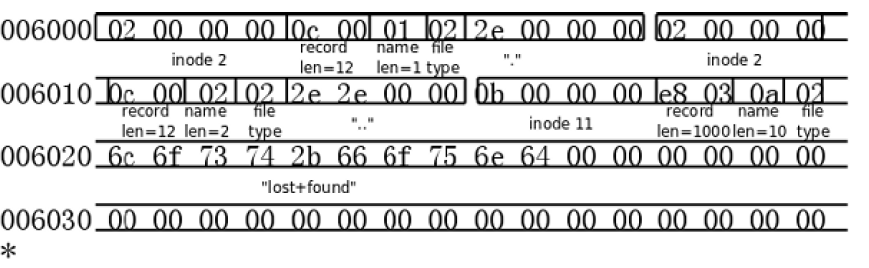 006000 02 00 00 00 0c 00 01 02 2e 00 00 00 02 00 00 00
inode 2 record len=12 name len=1 file type "." inode 2
006010 0c 00 02 02 2e 2e 00 00 0b 00 00 00 e8 03 0a 02
record len=12 name len=2 file type ".." inode 11 record len=1000 name len=10 file type
006020 6c 6f 73 74 2b 66 6f 75 6e 64 00 00 00 00 00 00
"lost+found"
006030 00 00 00 00 00 00 00 00 00 00 00 00 00 00 00 00
*